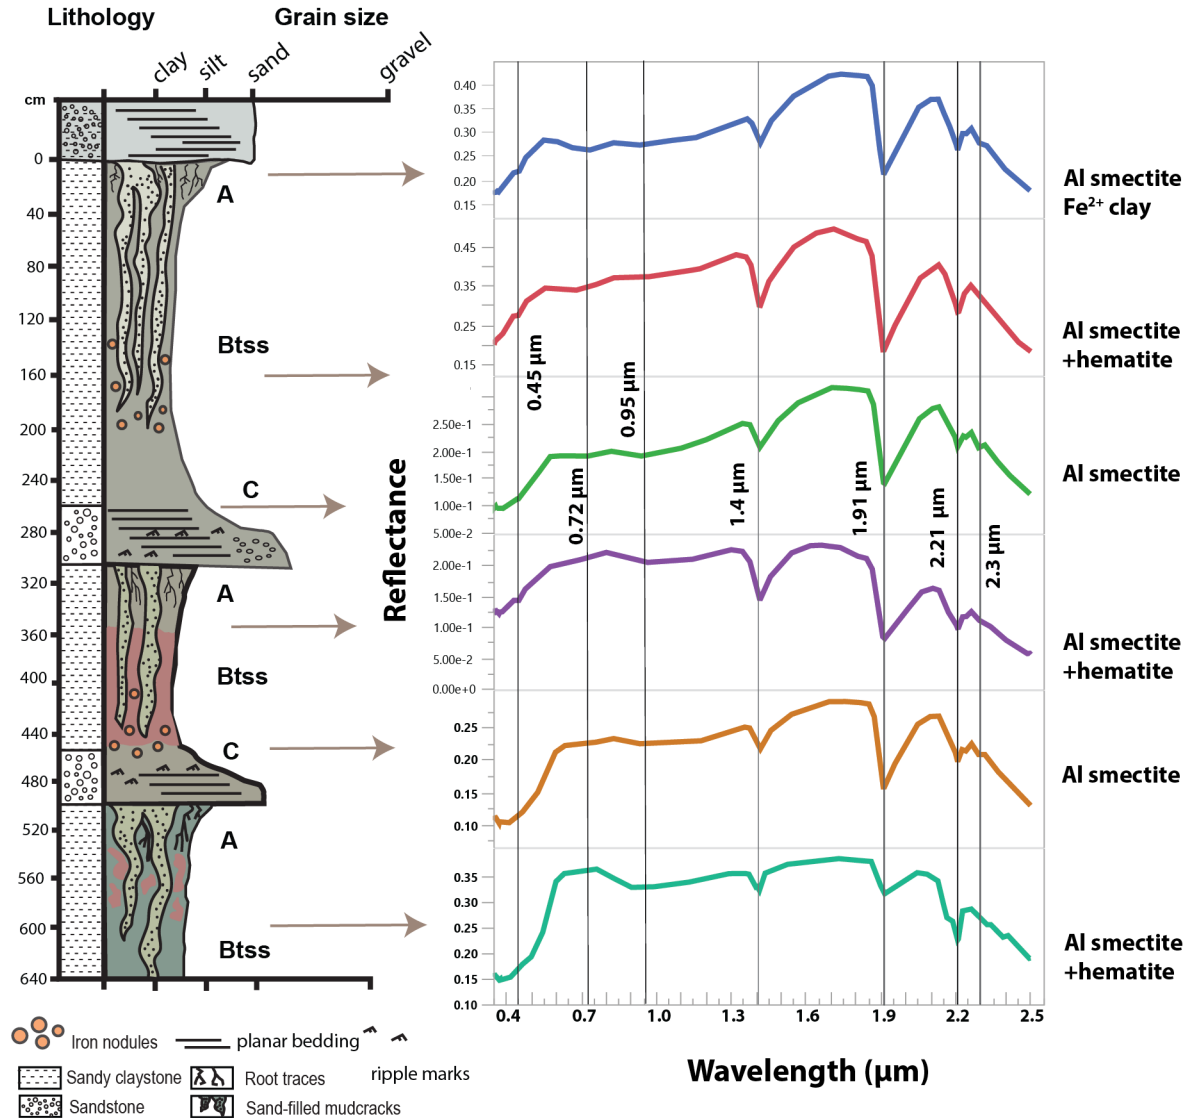 Lithology
Grain size
clay
silt
sand
gravel
cm
0
40
80
120
160
200
240
280
320
360
400
440
480
520
560
600
640
A
Btss
C
A
Btss
C
A
Btss
Reflectance
0.40
0.35
0.30
0.25
0.20
0.15
0.45
0.35
0.25
0.15
2.50e-1
2.00e-1
1.50e-1
1.00e-1
5.00e-2
2.00e-1
1.50e-1
1.00e-1
5.00e-2
0.00e+0
0.25
0.20
0.15
0.10
0.35
0.30
0.25
0.20
0.15
0.10
0.45 μm
0.72 μm
0.95 μm
1.4 μm
1.91 μm
2.21 μm
2.3 μm
0.4
0.7
1.0
1.3
1.6
1.9
2.2
2.5
Wavelength (μm)
Al smectite
Fe²⁺ clay
Al smectite
+hematite
Al smectite
Al smectite
+hematite
Al smectite
Al smectite
+hematite
Iron nodules
planar bedding
Sandy claystone
Root traces
ripple marks
Sandstone
Sand-filled mudcracks